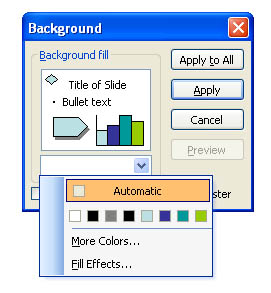 Background
Background fill
Apply to All
Title of Slide
• Bullet text
Apply
Cancel
Preview
Automatic
More Colors...
Fill Effects...